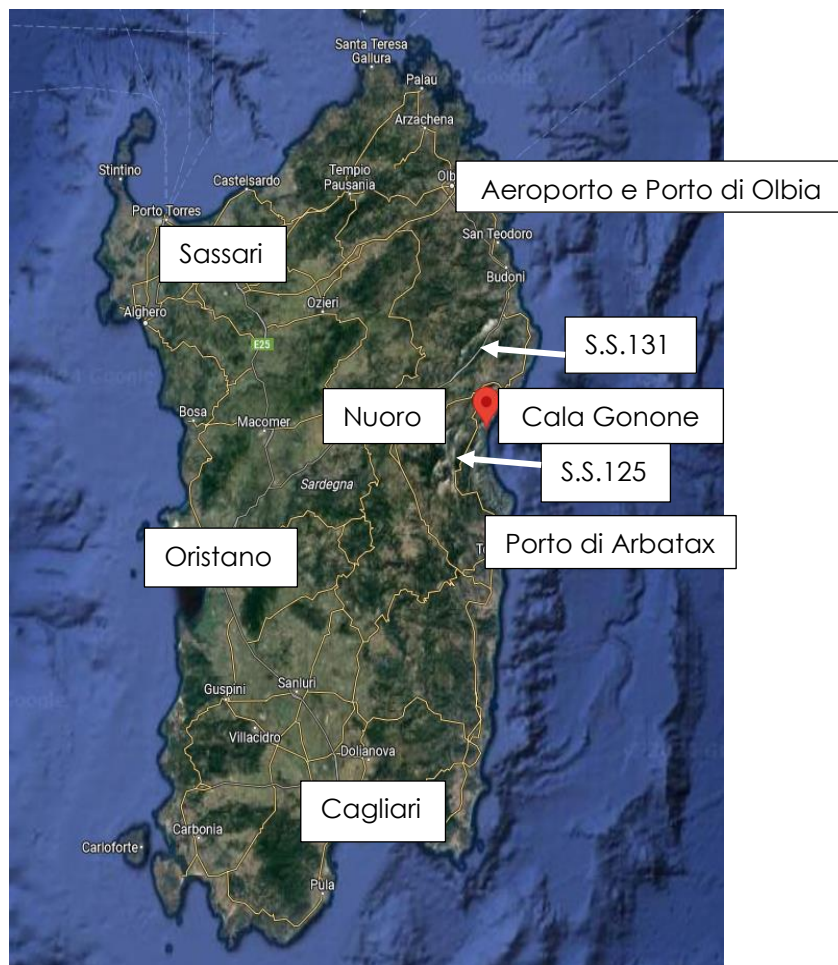 Santa Teresa
Gallura
Palau
Arzachena
Stintino
Castelsardo
Tempio
Pausania
Olb
Aeroporto e Porto di Olbia
Porto Torres
San Teodoro
Sassari
Budoni
Ozieri
Alghero
E25
S.S.131
Bosa
Macomer
Nuoro
Cala Gonone
Sardegna
S.S.125
Oristano
Porto di Arbatax
Guspini
Sanluri
Villacidro
Dolianova
Cagliari
Carbonia
Carloforte
Pula